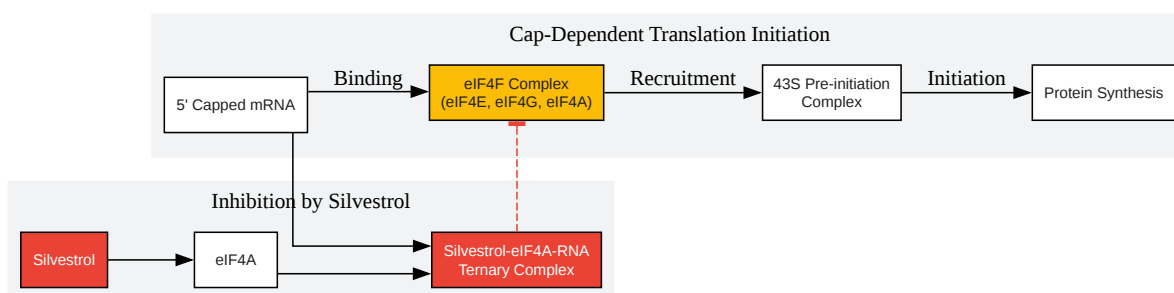 Cap-Dependent Translation Initiation
5' Capped mRNA
Binding
eIF4F Complex
(eIF4E, eIF4G, eIF4A)
Recruitment
43S Pre-initiation
Complex
Initiation
Protein Synthesis
Inhibition by Silvestrol
Silvestrol
eIF4A
Silvestrol-eIF4A-RNA
Ternary Complex